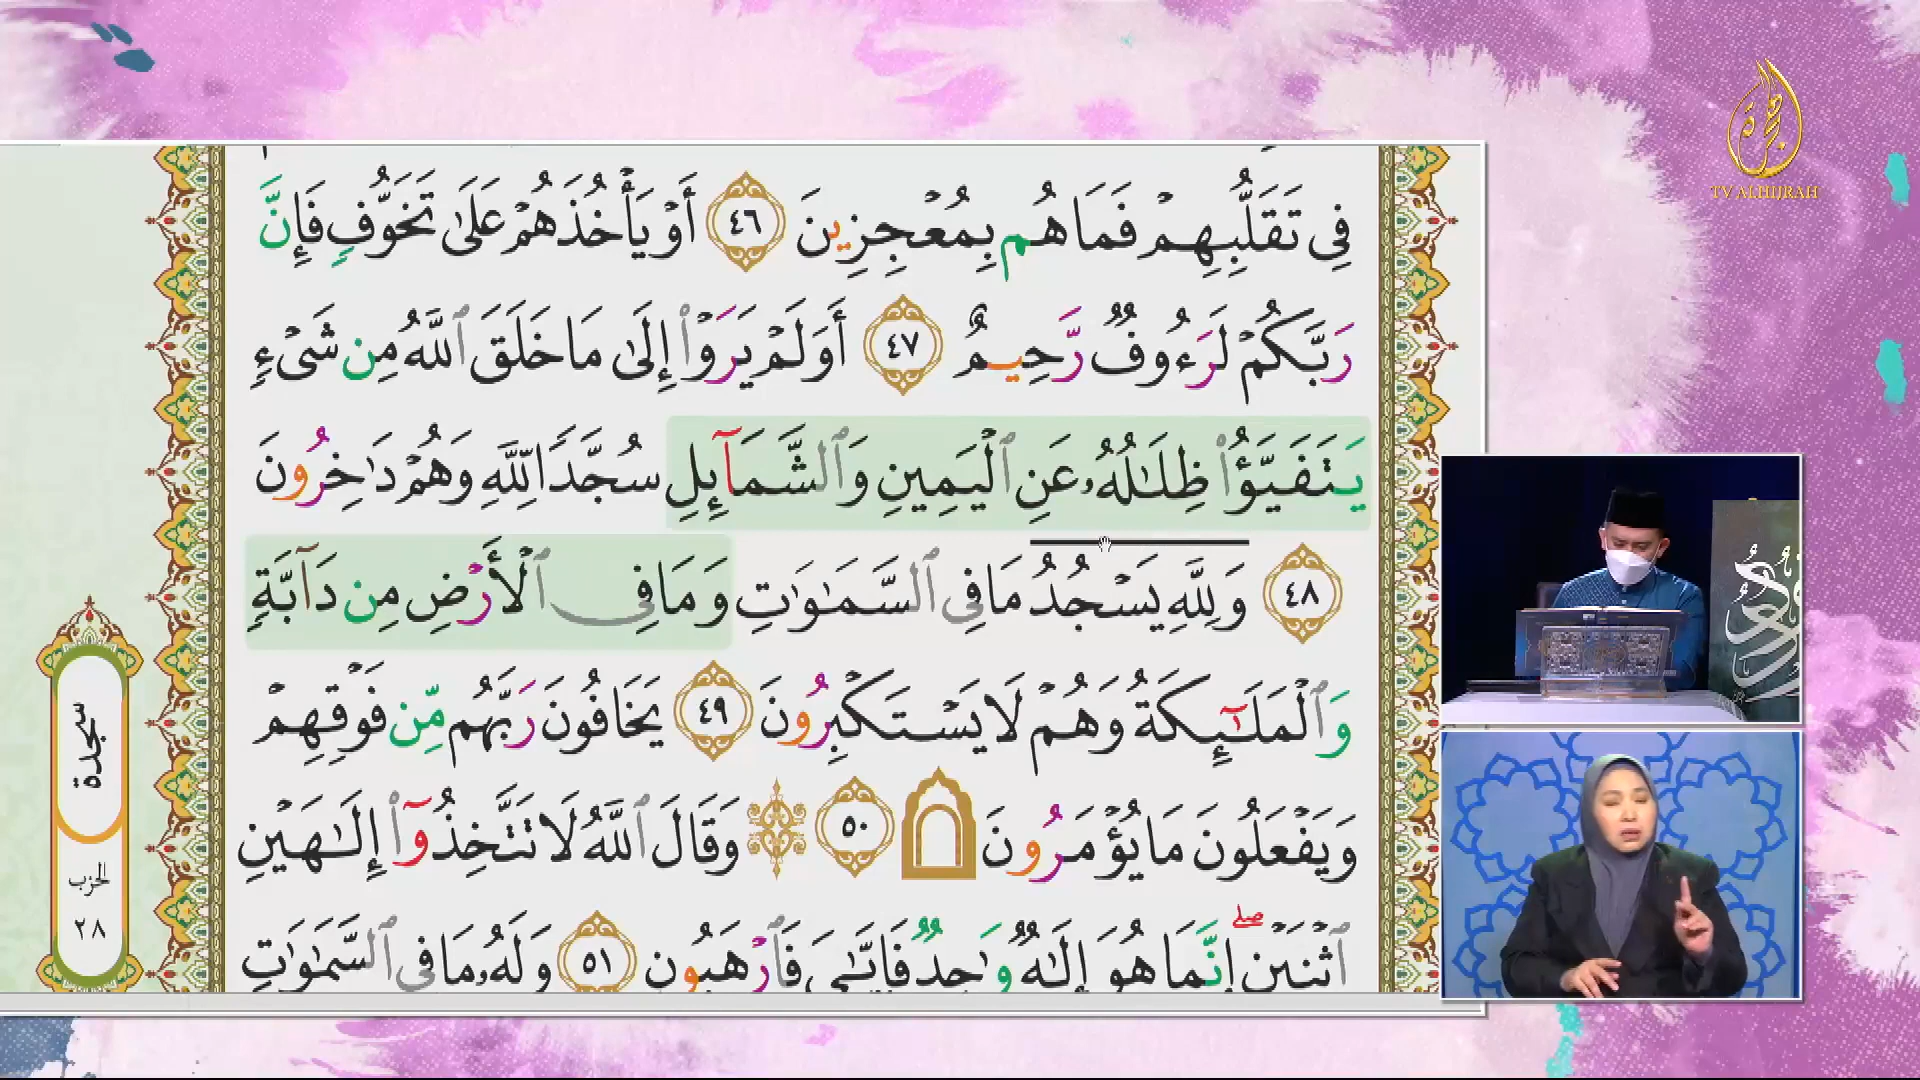 TV ALHIJRAH
فِى تَقَلُّبِهِمْ فَمَا هُم بِمُعْجِزِينَ ٤٦ أَوْ يَأْخُذَهُمْ عَلَىٰ تَخَوُّفٍ فَإِنَّ
رَبَّكُمْ لَرَءُوفٌ رَّحِيمٌ ٤٧ أَوَلَمْ يَرَوْا۟ إِلَىٰ مَا خَلَقَ ٱللَّهُ مِن شَىْءٍ
يَتَفَيَّؤُا۟ ظِلَٰلُهُۥ عَنِ ٱلْيَمِينِ وَٱلشَّمَآئِلِ سُجَّدًا لِّلَّهِ وَهُمْ دَٰخِرُونَ
٤٨ وَلِلَّهِ يَسْجُدُ مَا فِى ٱلسَّمَٰوَٰتِ وَمَا فِى ٱلْأَرْضِ مِن دَآبَّةٍ
وَٱلْمَلَٰٓئِكَةُ وَهُمْ لَا يَسْتَكْبِرُونَ ٤٩ يَخَافُونَ رَبَّهُم مِّن فَوْقِهِمْ
وَيَفْعَلُونَ مَا يُؤْمَرُونَ ٥٠ وَقَالَ ٱللَّهُ لَا تَتَّخِذُوٓا۟ إِلَٰهَيْنِ
ٱثْنَيْنِ ۖ إِنَّمَا هُوَ إِلَٰهٌ وَٰحِدٌ فَإِيَّٰىَ فَٱرْهَبُونِ ٥١ وَلَهُۥ مَا فِى ٱلسَّمَٰوَٰتِ
سجدة
الحزب
٢٨